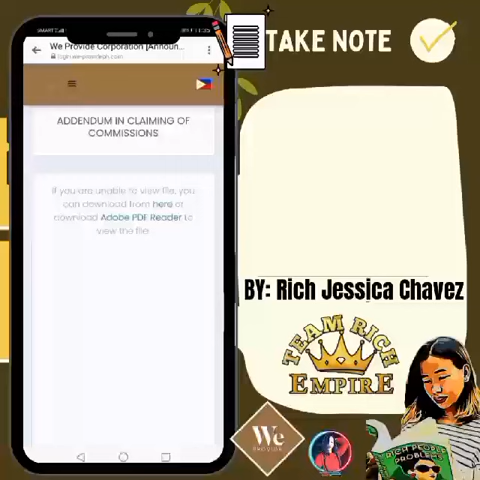 We Provide Corporation [Announ...
ADDENDUM IN CLAIMING OF
COMMISSIONS
If you are unable to view file, you
can download from here or
download Adobe PDF Reader to
view the file.
TAKE NOTE
BY: Rich Jessica Chavez
TEAM RICH
EMPIRE
We
PROVIDE
RICH PEOPLE
PROBLEMS